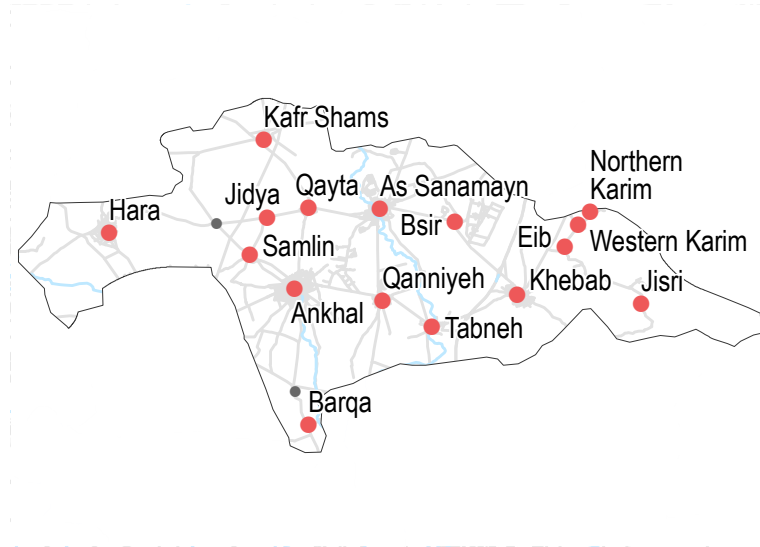 Kafr Shams
Northern
Karim
Hara
Jidya
Qayta
As Sanamayn
Bsir
Eib
Western Karim
Samlin
Ankhal
Qanniyeh
Khebab
Jisri
Tabneh
Barqa